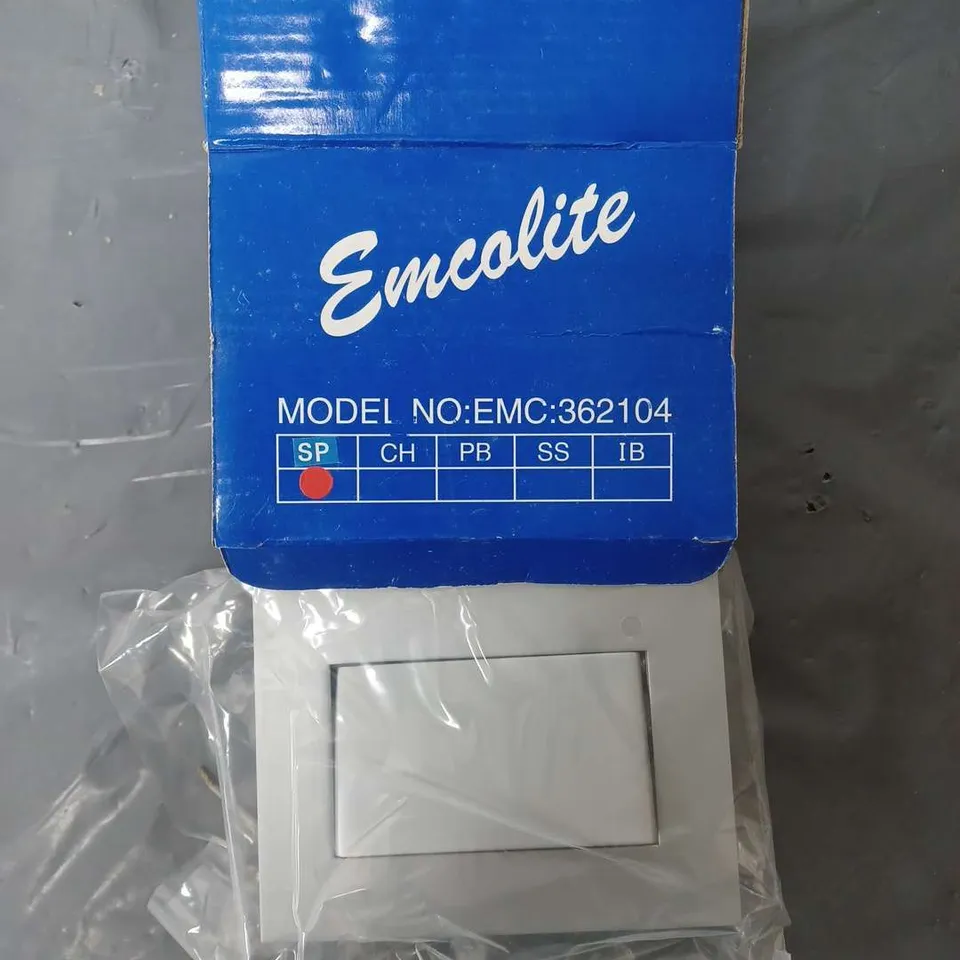 Emcolite
MODEL NO:EMC:362104
SP CH PB SS IB